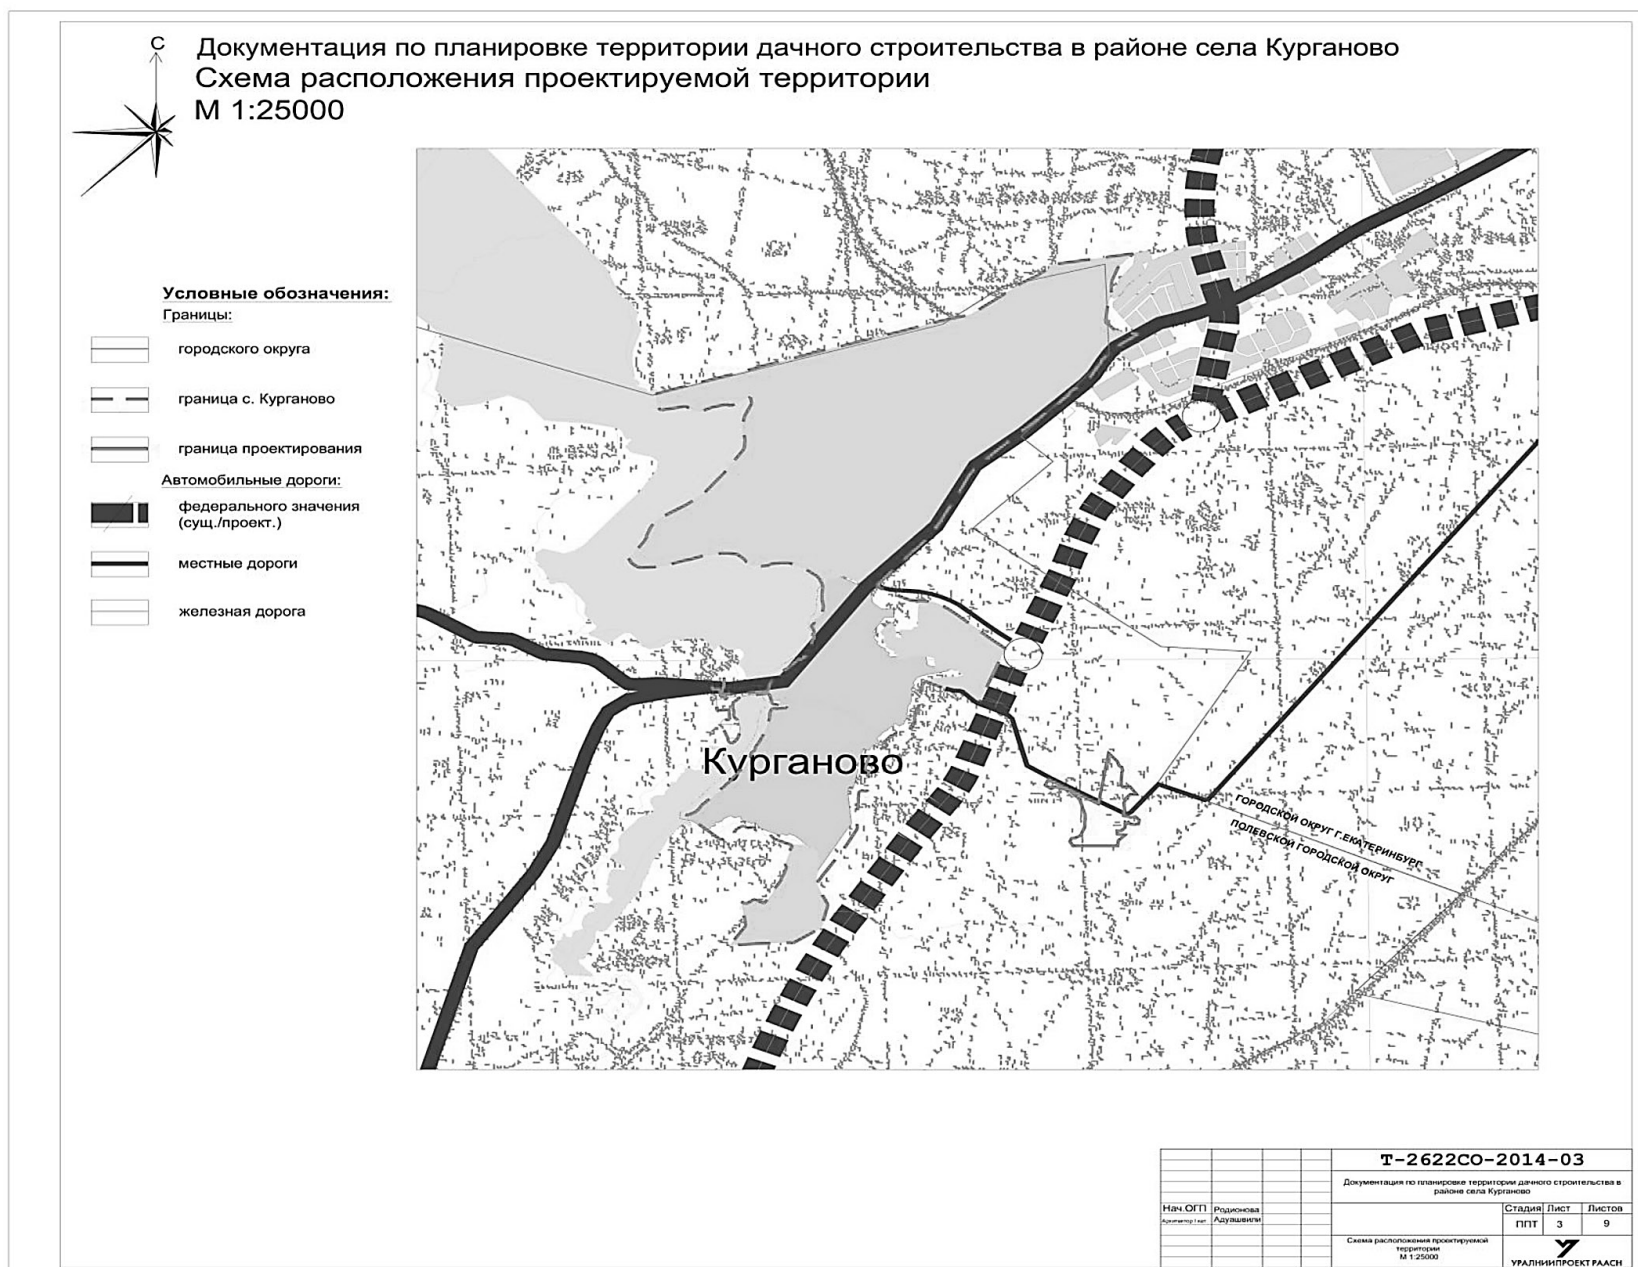 С
Документация по планировке территории дачного строительства в районе села Курганово
Схема расположения проектируемой территории
М 1:25000
Условные обозначения:
Границы:
городского округа
граница с. Курганово
граница проектирования
Автомобильные дороги:
федерального значения
(сущ./проект.)
местные дороги
железная дорога
Курганово
ГОРОДСКОЙ ОКРУГ Г.ЕКАТЕРИНБУРГ
ПОЛЕВСКОЙ ГОРОДСКОЙ ОКРУГ
Т-2622СО-2014-03
Документация по планировке территории дачного строительства в
районе села Курганово
Нач.ОГП Родионова
Адуашвили
Стадия Лист Листов
ППТ 3 9
Схема расположения проектируемой
территории
М 1:25000
УРАЛНИИПРОЕКТ РААСН